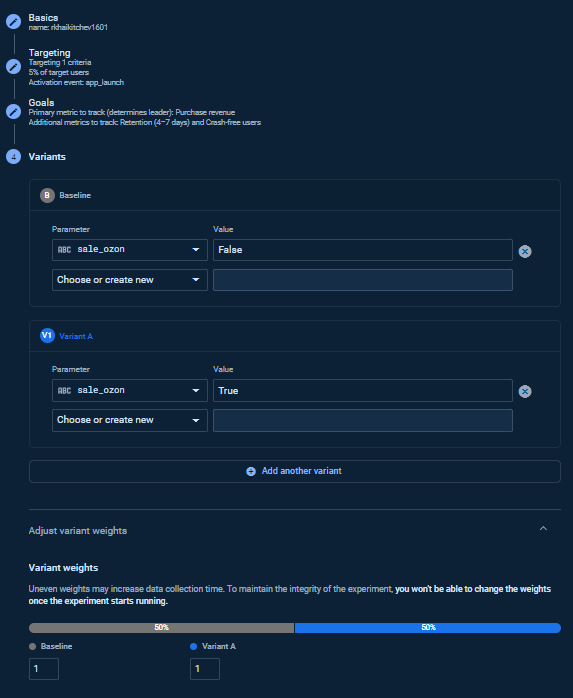 Basics
name: rkhaikitchev1601
Targeting
Targeting 1 criteria
5% of target users
Activation event: app_launch
Goals
Primary metric to track (determines leader): Purchase revenue
Additional metrics to track: Retention (4–7 days) and Crash-free users
4 Variants
B Baseline
Parameter Value
ABC sale_ozon False
Choose or create new
V1 Variant A
Parameter Value
ABC sale_ozon True
Choose or create new
Add another variant
Adjust variant weights
Variant weights
Uneven weights may increase data collection time. To maintain the integrity of the experiment, you won't be able to change the weights
once the experiment starts running.
50% 50%
Baseline Variant A
1 1